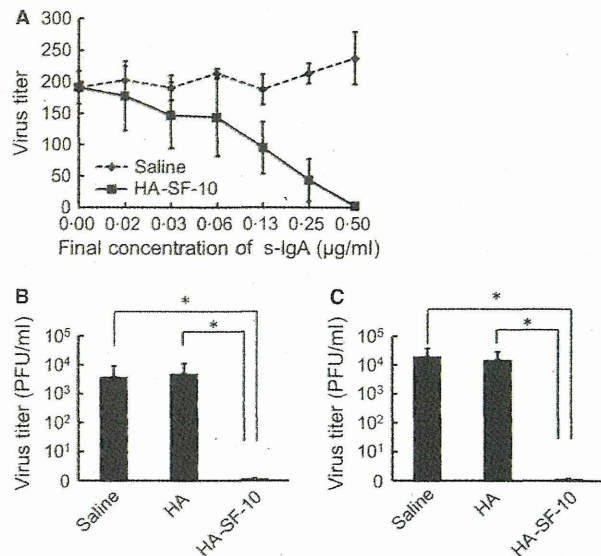 A
300
250
200
150
100
50
0
Virus titer
Saline
HA-SF-10
0·00 0·02 0·03 0·06 0·13 0·25 0·50
Final concentration of s-IgA (µg/ml)
B
*
*
Virus titer (PFU/ml)
10⁵
10⁴
10³
10²
10¹
0
Saline
HA
HA-SF-10
C
*
*
Virus titer (PFU/ml)
10⁵
10⁴
10³
10²
10¹
0
Saline
HA
HA-SF-10